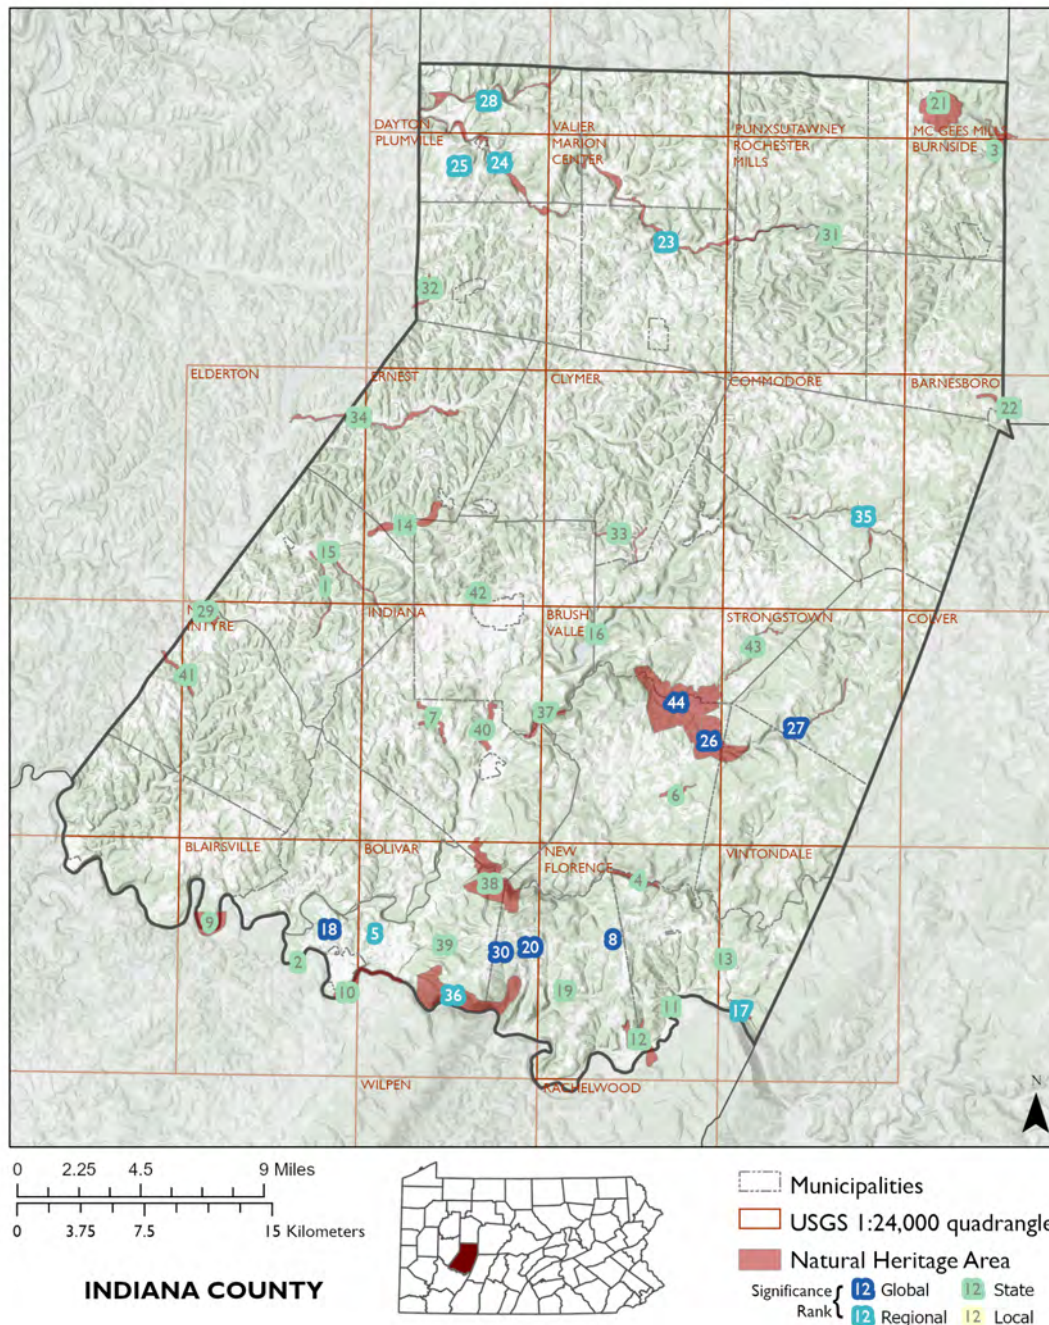 28
21
DAYTON
VALIER
PUNXSUTAWNEY
MC GEES MILL
PLUMVILLE
MARION
CENTER
ROCHESTER
MILLS
BURNSIDE
3
25
24
23
31
32
ELDERTON
ERNEST
CLYMER
COMMODORE
BARNESBORO
22
34
35
14
33
15
1
42
29
INTYRE
INDIANA
BRUSH
VALLE
STRONGSTOWN
COLVER
16
43
41
44
7
40
37
26
27
6
BLAIRSVILLE
BOLIVAR
NEW
FLORENCE
VINTONDALE
4
38
9
18
5
39
30
20
8
2
13
10
36
19
11
17
12
WILPEN
RACHELWOOD
N
0 2.25 4.5 9 Miles
0 3.75 7.5 15 Kilometers
INDIANA COUNTY
Municipalities
USGS 1:24,000 quadrangle
Natural Heritage Area
Significance
Rank
12 Global
12 State
12 Regional
12 Local